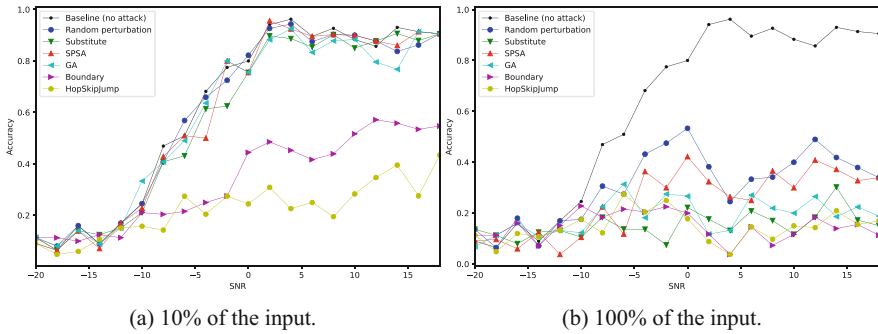 1.0
0.8
0.6
0.4
0.2
Accuracy
Baseline (no attack)
Random perturbation
Substitute
SPSA
GA
Boundary
HopSkipJump
−20 −15 −10 −5 0 5 10 15
SNR
(a) 10% of the input.
1.0
0.8
0.6
0.4
0.2
0.0
Accuracy
Baseline (no attack)
Random perturbation
Substitute
SPSA
GA
Boundary
HopSkipJump
−20 −15 −10 −5 0 5 10 15
SNR
(b) 100% of the input.